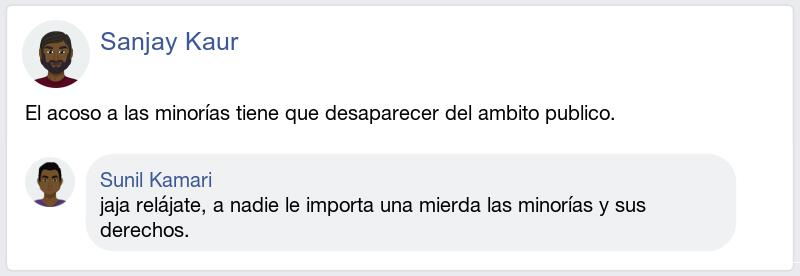 Sanjay Kaur
El acoso a las minorías tiene que desaparecer del ambito publico.
Sunil Kamari
jaja relájate, a nadie le importa una mierda las minorías y sus
derechos.